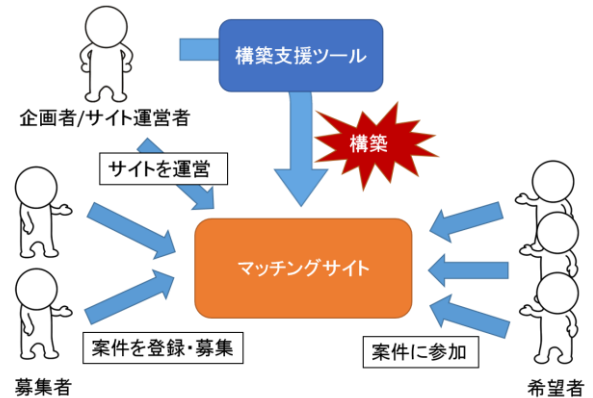 構築支援ツール
企画者/サイト運営者
構築
サイトを運営
マッチングサイト
案件を登録・募集
案件に参加
募集者
希望者